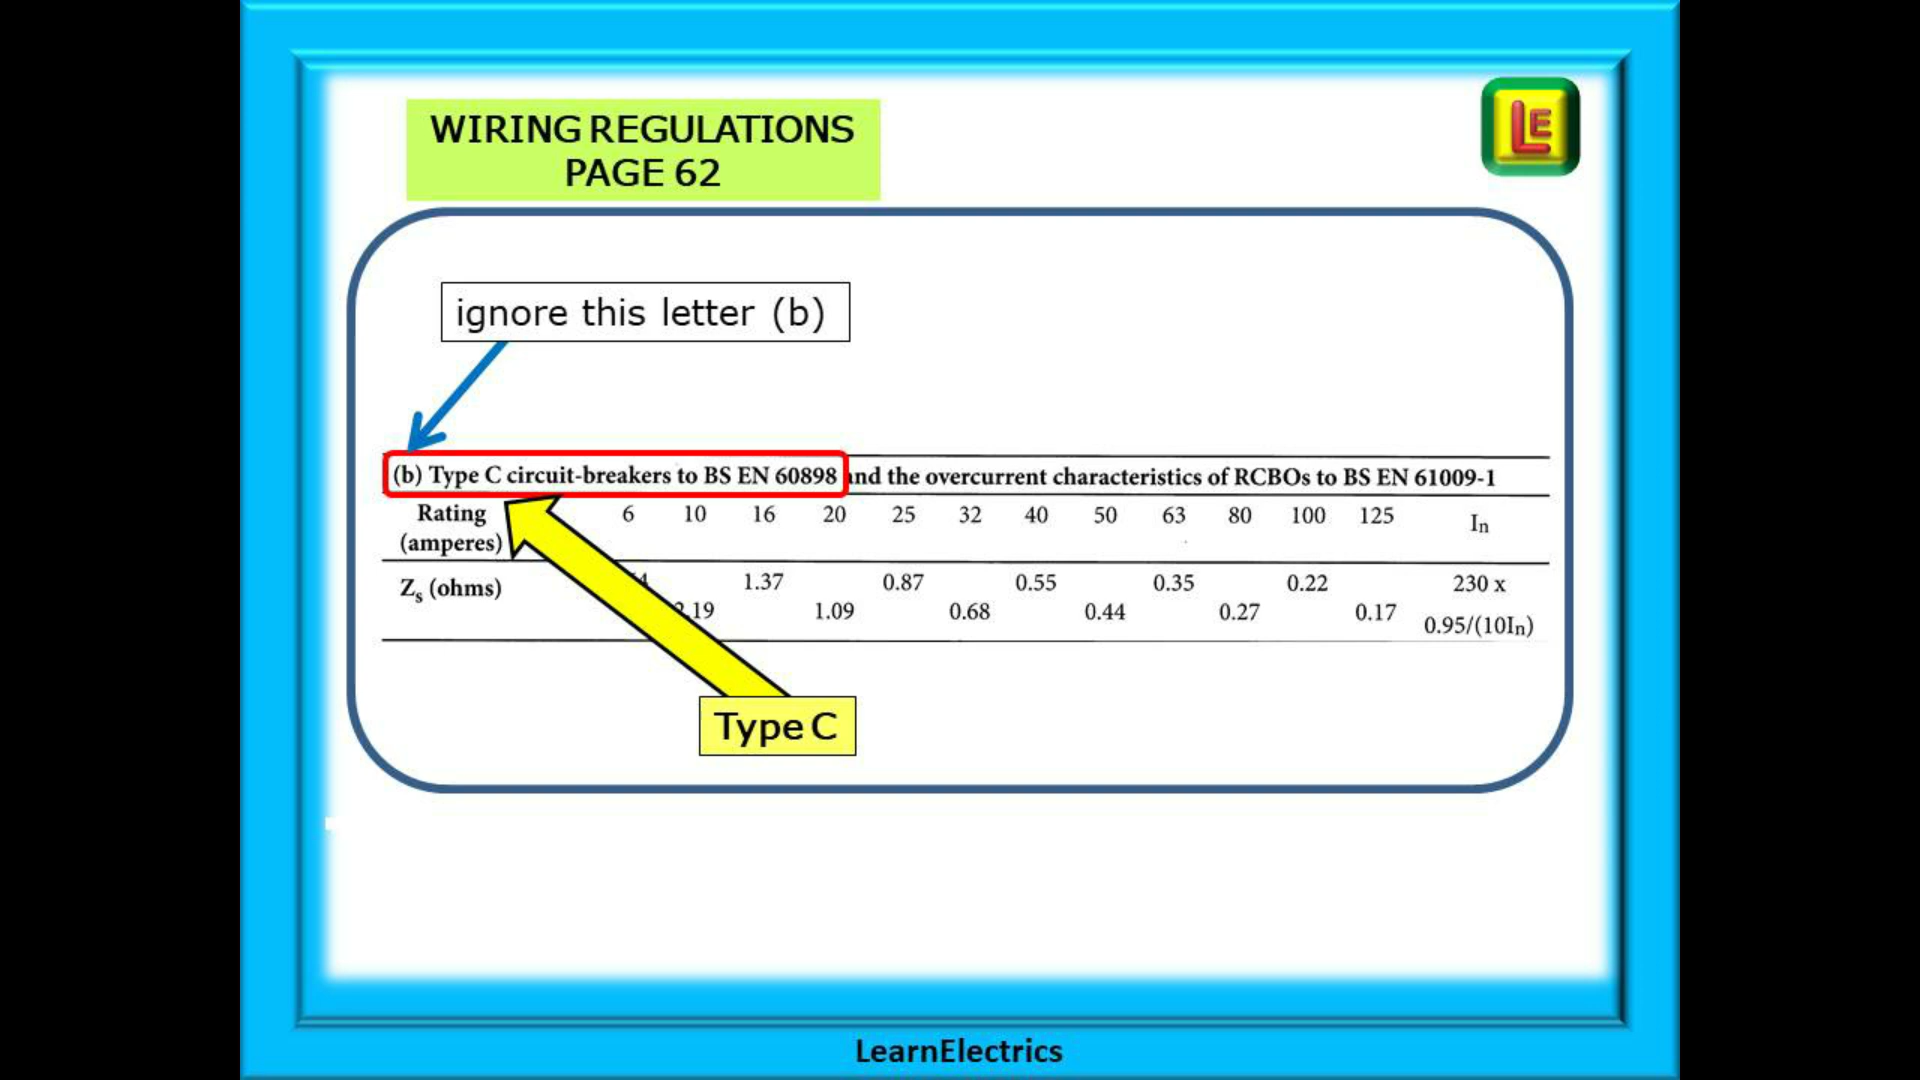 WIRING REGULATIONS
PAGE 62
LE
ignore this letter (b)
(b) Type C circuit-breakers to BS EN 60898 and the overcurrent characteristics of RCBOs to BS EN 61009-1
Rating 6 10 16 20 25 32 40 50 63 80 100 125 In
(amperes)
Zs (ohms) 1.37 0.87 0.55 0.35 0.22 230 x
1.09 0.68 0.44 0.27 0.17 0.95/(10In)
Type C
LearnElectrics